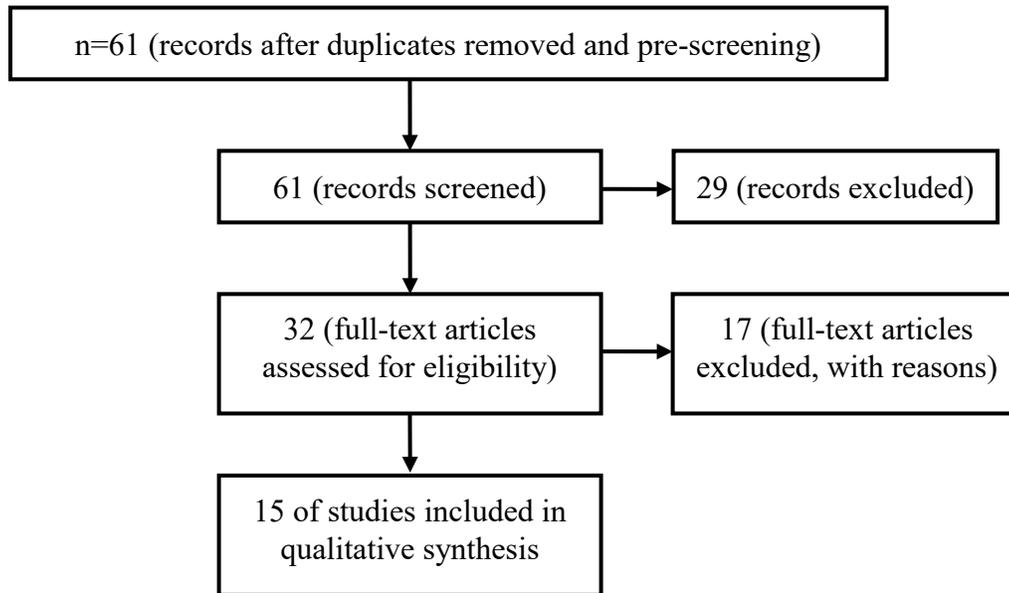 n=61 (records after duplicates removed and pre-screening)
61 (records screened)
29 (records excluded)
32 (full-text articles
assessed for eligibility)
17 (full-text articles
excluded, with reasons)
15 of studies included in
qualitative synthesis